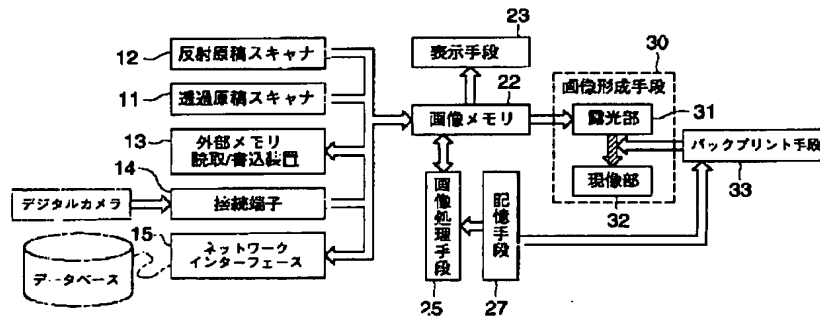 23
12
反射原稿スキャナ
表示手段
30
22
画像形成手段
11
透過原稿スキャナ
画像メモリ
露光部
31
13
外部メモリ
読取/書込装置
バックプリント手段
33
14
デジタルカメラ
接続端子
現像部
32
画像処理手段
記憶手段
15
ネットワーク
インターフェース
データベース
25
27